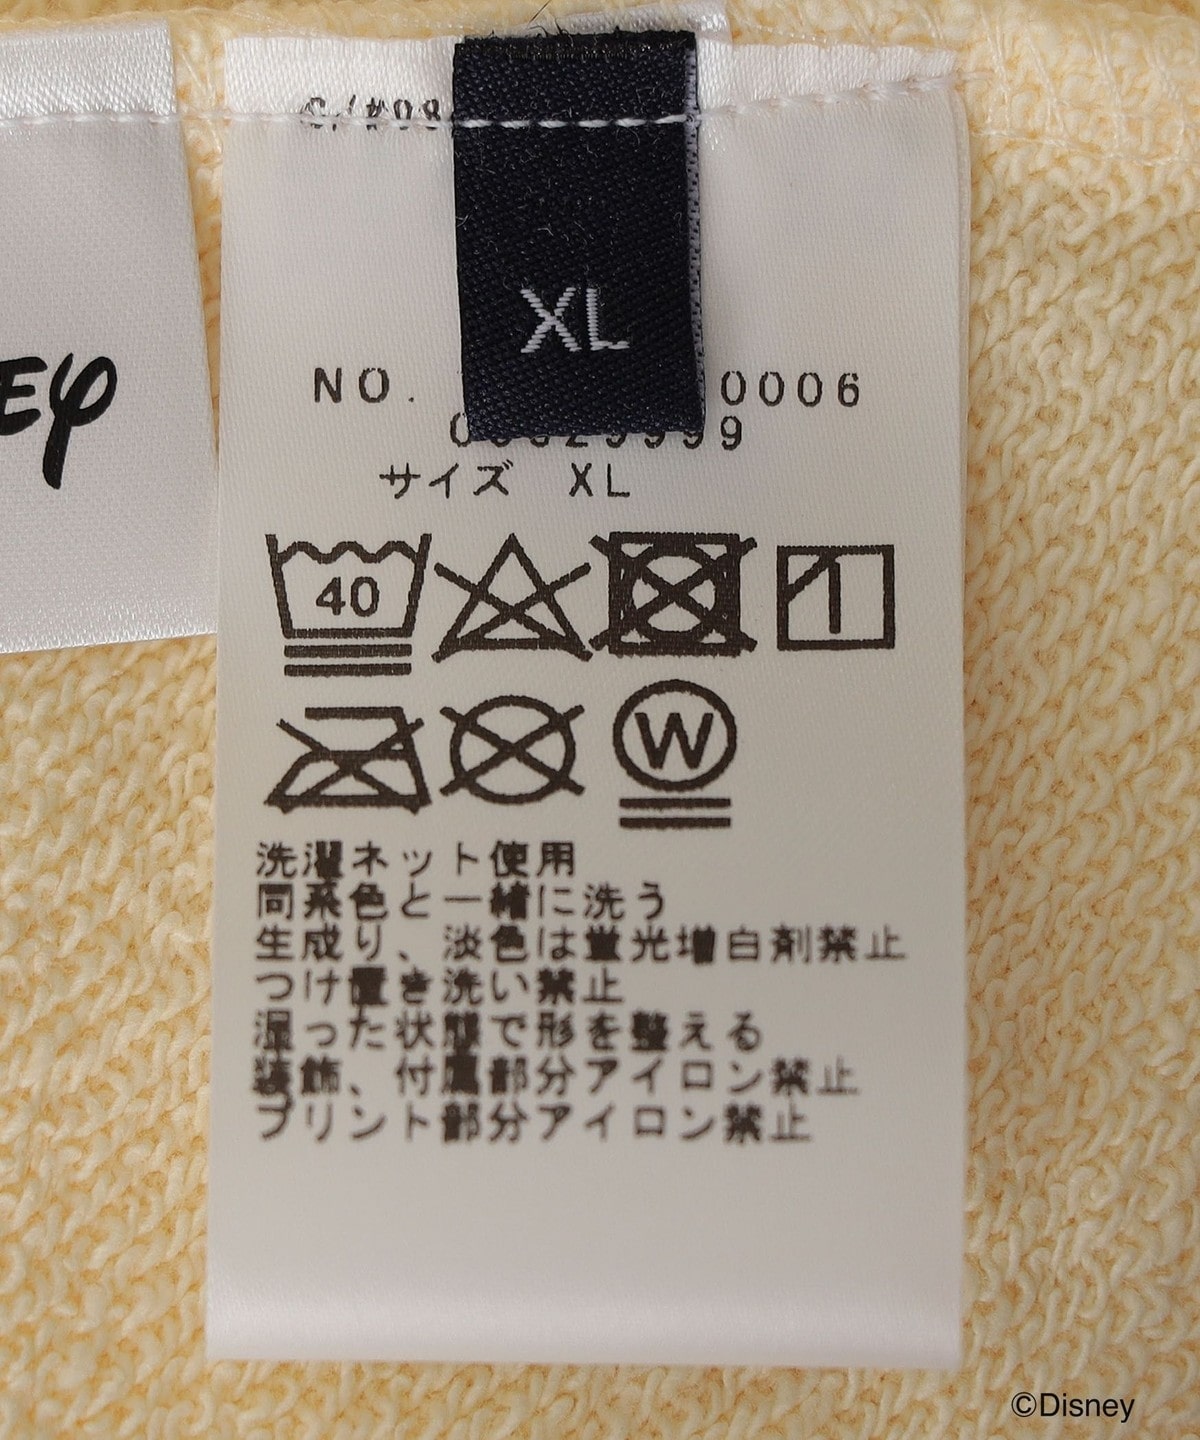 XL
NO. 0006
サイズ XL
40
W
洗濯ネット使用
同系色と一緒に洗う
生成り、淡色は蛍光増白剤禁止
つけ置き洗い禁止
湿った状態で形を整える
装飾、付属部分アイロン禁止
プリント部分アイロン禁止
©Disney